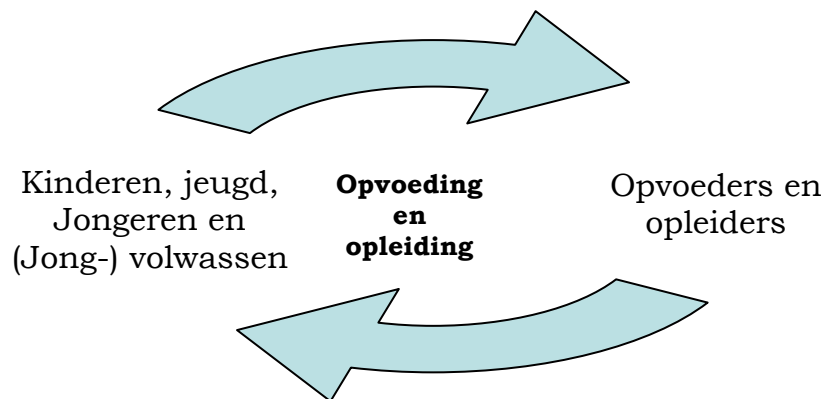 Kinderen, jeugd,
Jongeren en
(Jong-) volwassen
Opvoeding
en
opleiding
Opvoeders en
opleiders